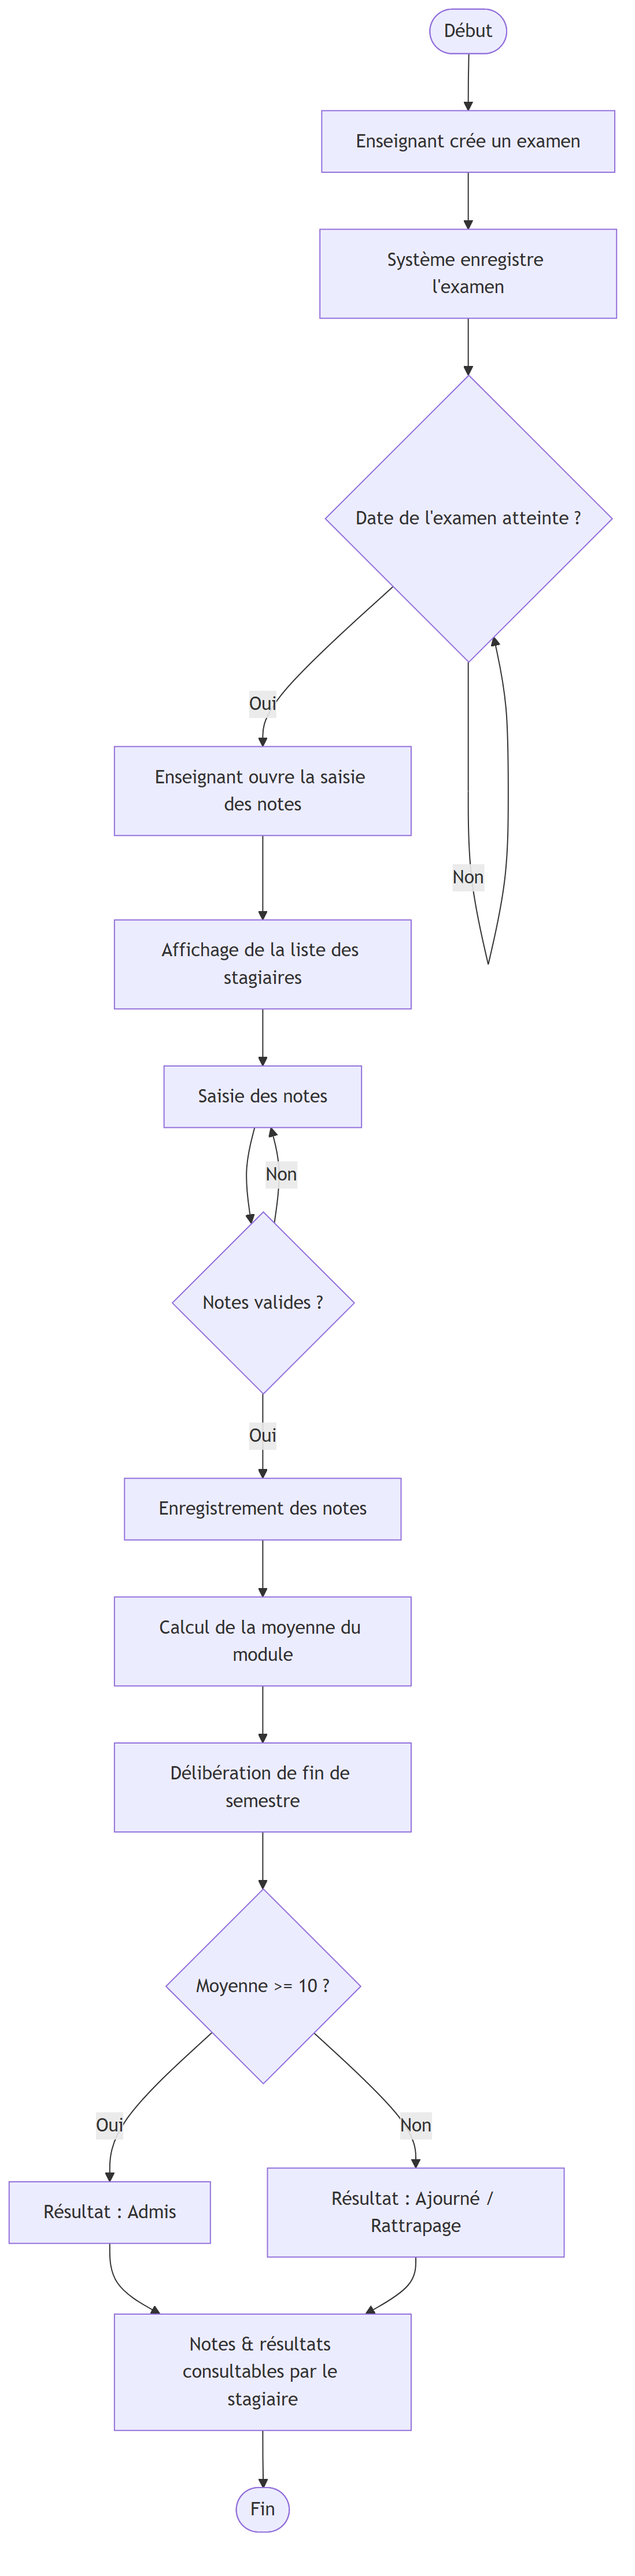 Début
Enseignant crée un examen
Système enregistre
l'examen
Date de l'examen atteinte ?
Oui
Enseignant ouvre la saisie
des notes
Non
Affichage de la liste des
stagiaires
Saisie des notes
Non
Notes valides ?
Oui
Enregistrement des notes
Calcul de la moyenne du
module
Délibération de fin de
semestre
Moyenne >= 10 ?
Oui
Non
Résultat : Admis
Résultat : Ajourné /
Rattrapage
Notes & résultats
consultables par le
stagiaire
Fin